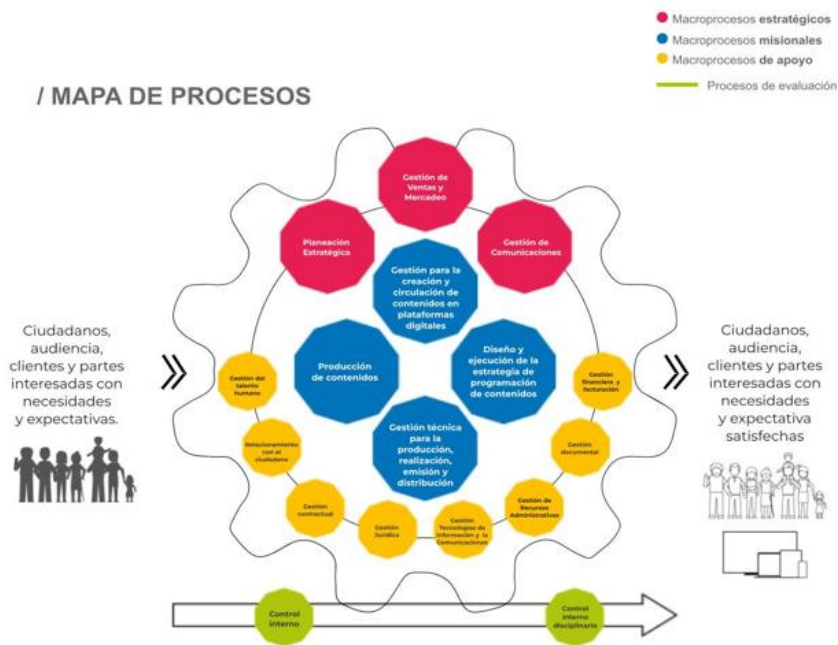 Macroprocesos estratégicos
Macroprocesos misionales
Macroprocesos de apoyo
Procesos de evaluación
/ MAPA DE PROCESOS
Gestión de
Ventas y
Mercadeo
Planeación
Estratégica
Gestión de
Comunicaciones
Gestión para la
creación y
circulación de
contenidos en
plataformas
digitales
Ciudadanos,
audiencia,
clientes y partes
interesadas con
necesidades
y expectativas.
Producción
de contenidos
Diseño y
ejecución de la
estrategia de
programación
de contenidos
Ciudadanos,
audiencia,
clientes y partes
interesadas con
necesidades
y expectativa
satisfechas
Gestión del
talento
humano
Gestión
financiera y
facturación
Gestión técnica
para la
producción,
realización,
emisión y
distribución
Relacionamiento
con el
ciudadano
Gestión
documental
Gestión
contractual
Gestión
Jurídica
Gestión
Tecnologías de
Información y la
Comunicaciones
Gestión de
Recursos
Administrativos
Control
interno
Control
interno
disciplinario